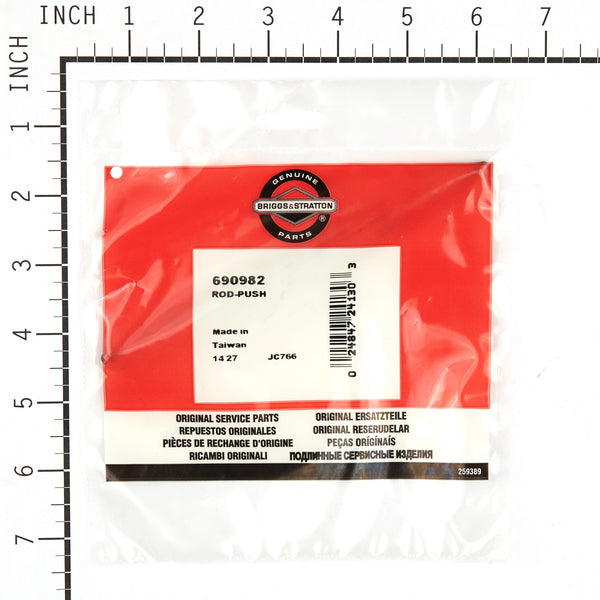 INCH 1 2 3 4 5 6 7
INCH
1
2
3
4
5
6
7
GENUINE
BRIGGS&STRATTON
®
PARTS
690982
ROD-PUSH
Made in
Taiwan
14 27 JC766
0 24847 24130 3
ORIGINAL SERVICE PARTS ORIGINAL ERSATZTEILE
REPUESTOS ORIGINALES ORIGINAL RESERUDELAR
PIÈCES DE RECHANGE D'ORIGINE PEÇAS ORÍGINÁIS
RICAMBI ORIGINALI ПОДЛИННЫЕ СЕРВИСНЫЕ ИЗДЕЛИЯ
259389